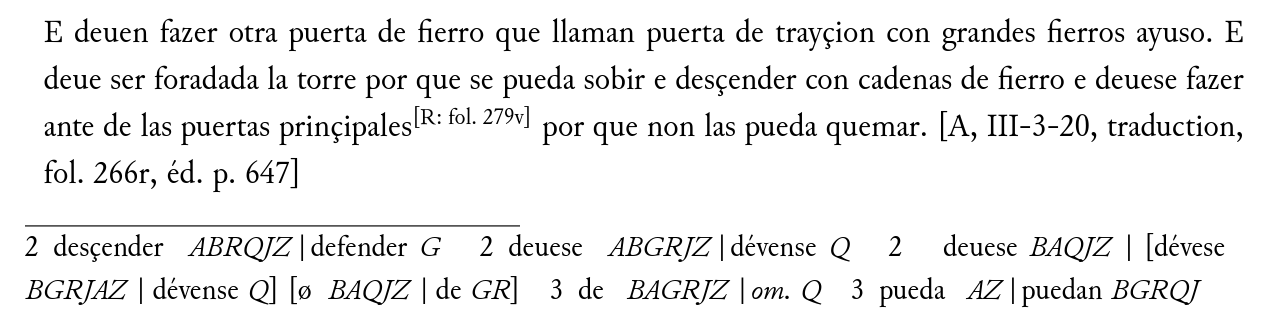 E deuen fazer otra puerta de fierro que llaman puerta de trayçion con grandes fierros ayuso. E
deue ser foradada la torre por que se pueda sobir e desçender con cadenas de fierro e deuese fazer
ante de las puertas prinçipales[R: fol. 279v] por que non las pueda quemar. [A, III-3-20, traduction,
fol. 266r, éd. p. 647]
2 desçender ABRQJZ | defender G 2 deuese ABGRJZ | dévense Q 2 deuese BAQJZ | [dévese
BGRJAZ | dévense Q] [ø BAQJZ | de GR] 3 de BAGRJZ | om. Q 3 pueda AZ | puedan BGRQJ